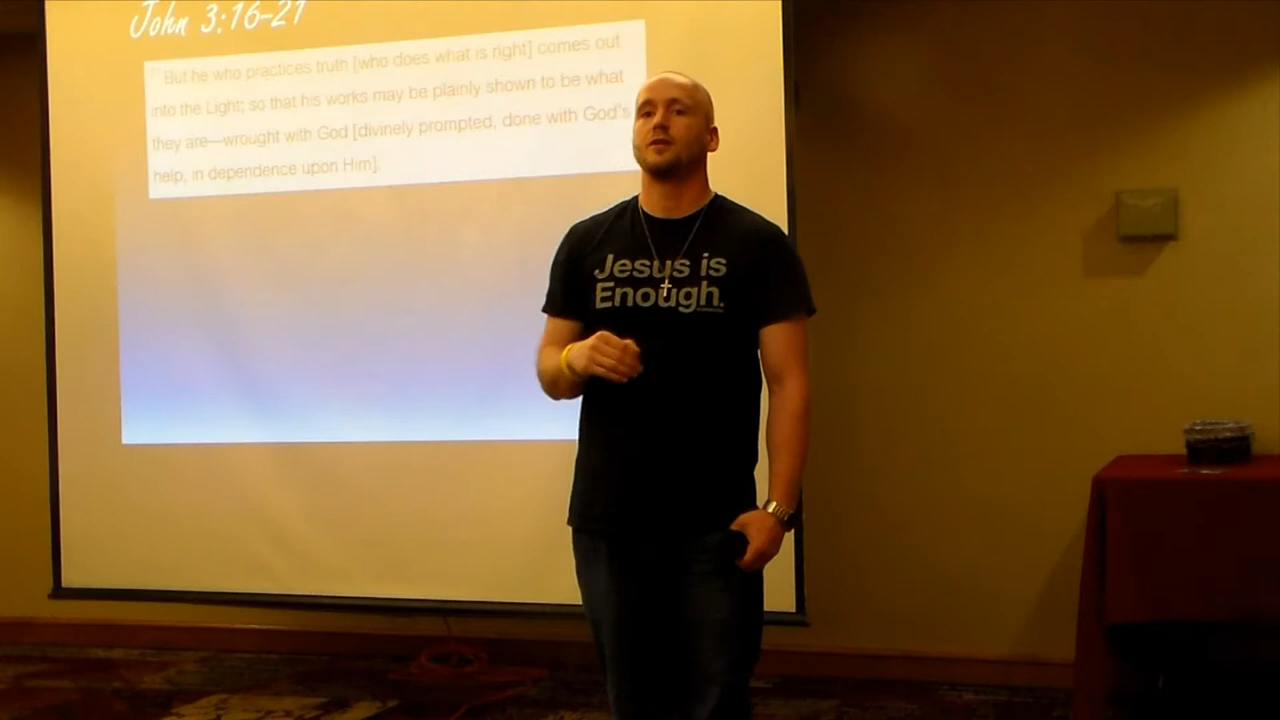 John 3:16-21
But he who practices truth [who does what is right] comes out
into the Light; so that his works may be plainly shown to be what
they are—wrought with God [divinely prompted, done with God's
help, in dependence upon Him].
Jesus is
Enough.